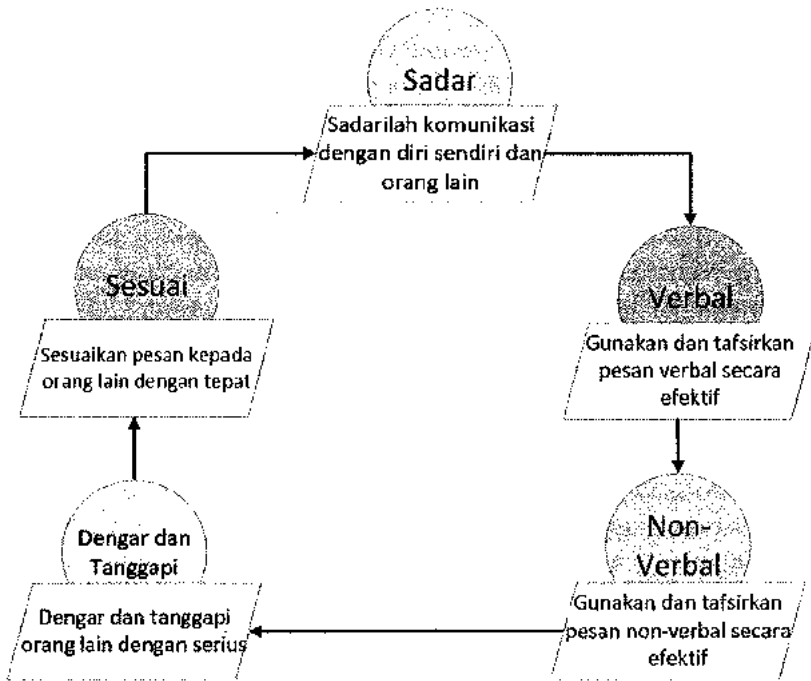 Sadar
Sadarilah komunikasi
dengan diri sendiri dan
orang lain
Verbal
Gunakan dan tafsirkan
pesan verbal secara
efektif
Non-
Verbal
Gunakan dan tafsirkan
pesan non-verbal secara
efektif
Dengar dan
Tanggapi
Dengar dan tanggapi
orang lain dengan serius
Sesuai
Sesuaikan pesan kepada
orang lain dengan tepat